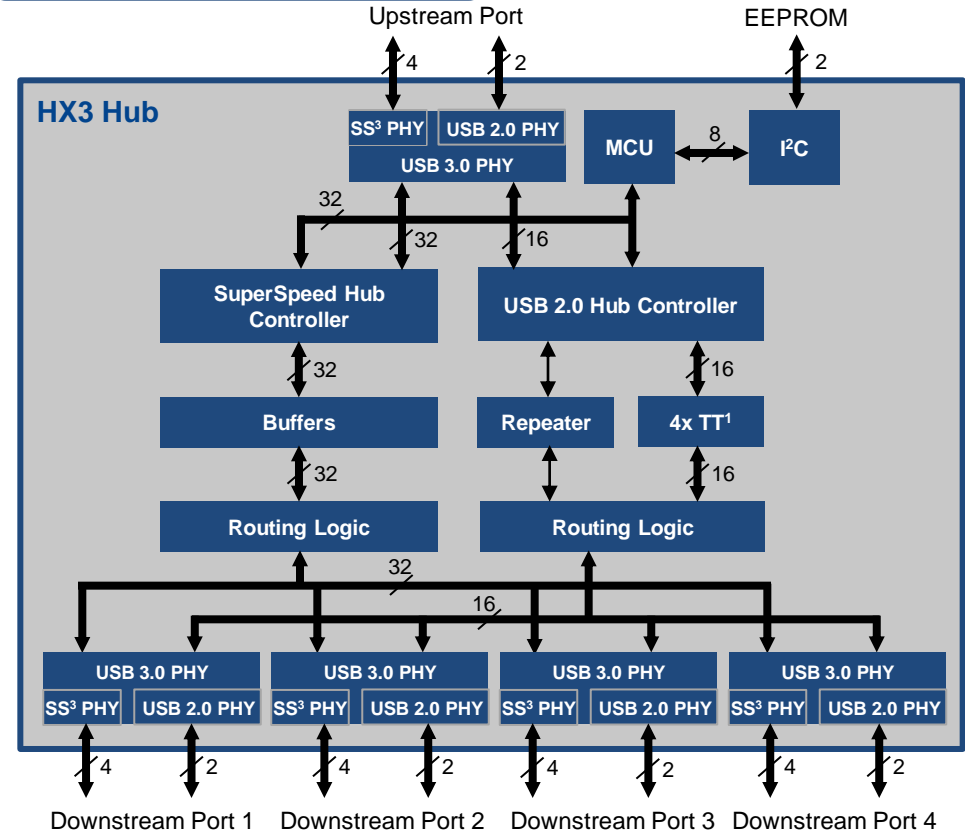 Upstream Port EEPROM
4 2 2
HX3 Hub
SS³ PHY USB 2.0 PHY
USB 3.0 PHY
MCU 8 I²C
32
32 16
SuperSpeed Hub
Controller
USB 2.0 Hub Controller
32 16
Buffers Repeater 4x TT¹
32 16
Routing Logic Routing Logic
32
16
USB 3.0 PHY USB 3.0 PHY USB 3.0 PHY USB 3.0 PHY
SS³ PHY USB 2.0 PHY SS³ PHY USB 2.0 PHY SS³ PHY USB 2.0 PHY SS³ PHY USB 2.0 PHY
4 2 4 2 4 2 4 2
Downstream Port 1 Downstream Port 2 Downstream Port 3 Downstream Port 4